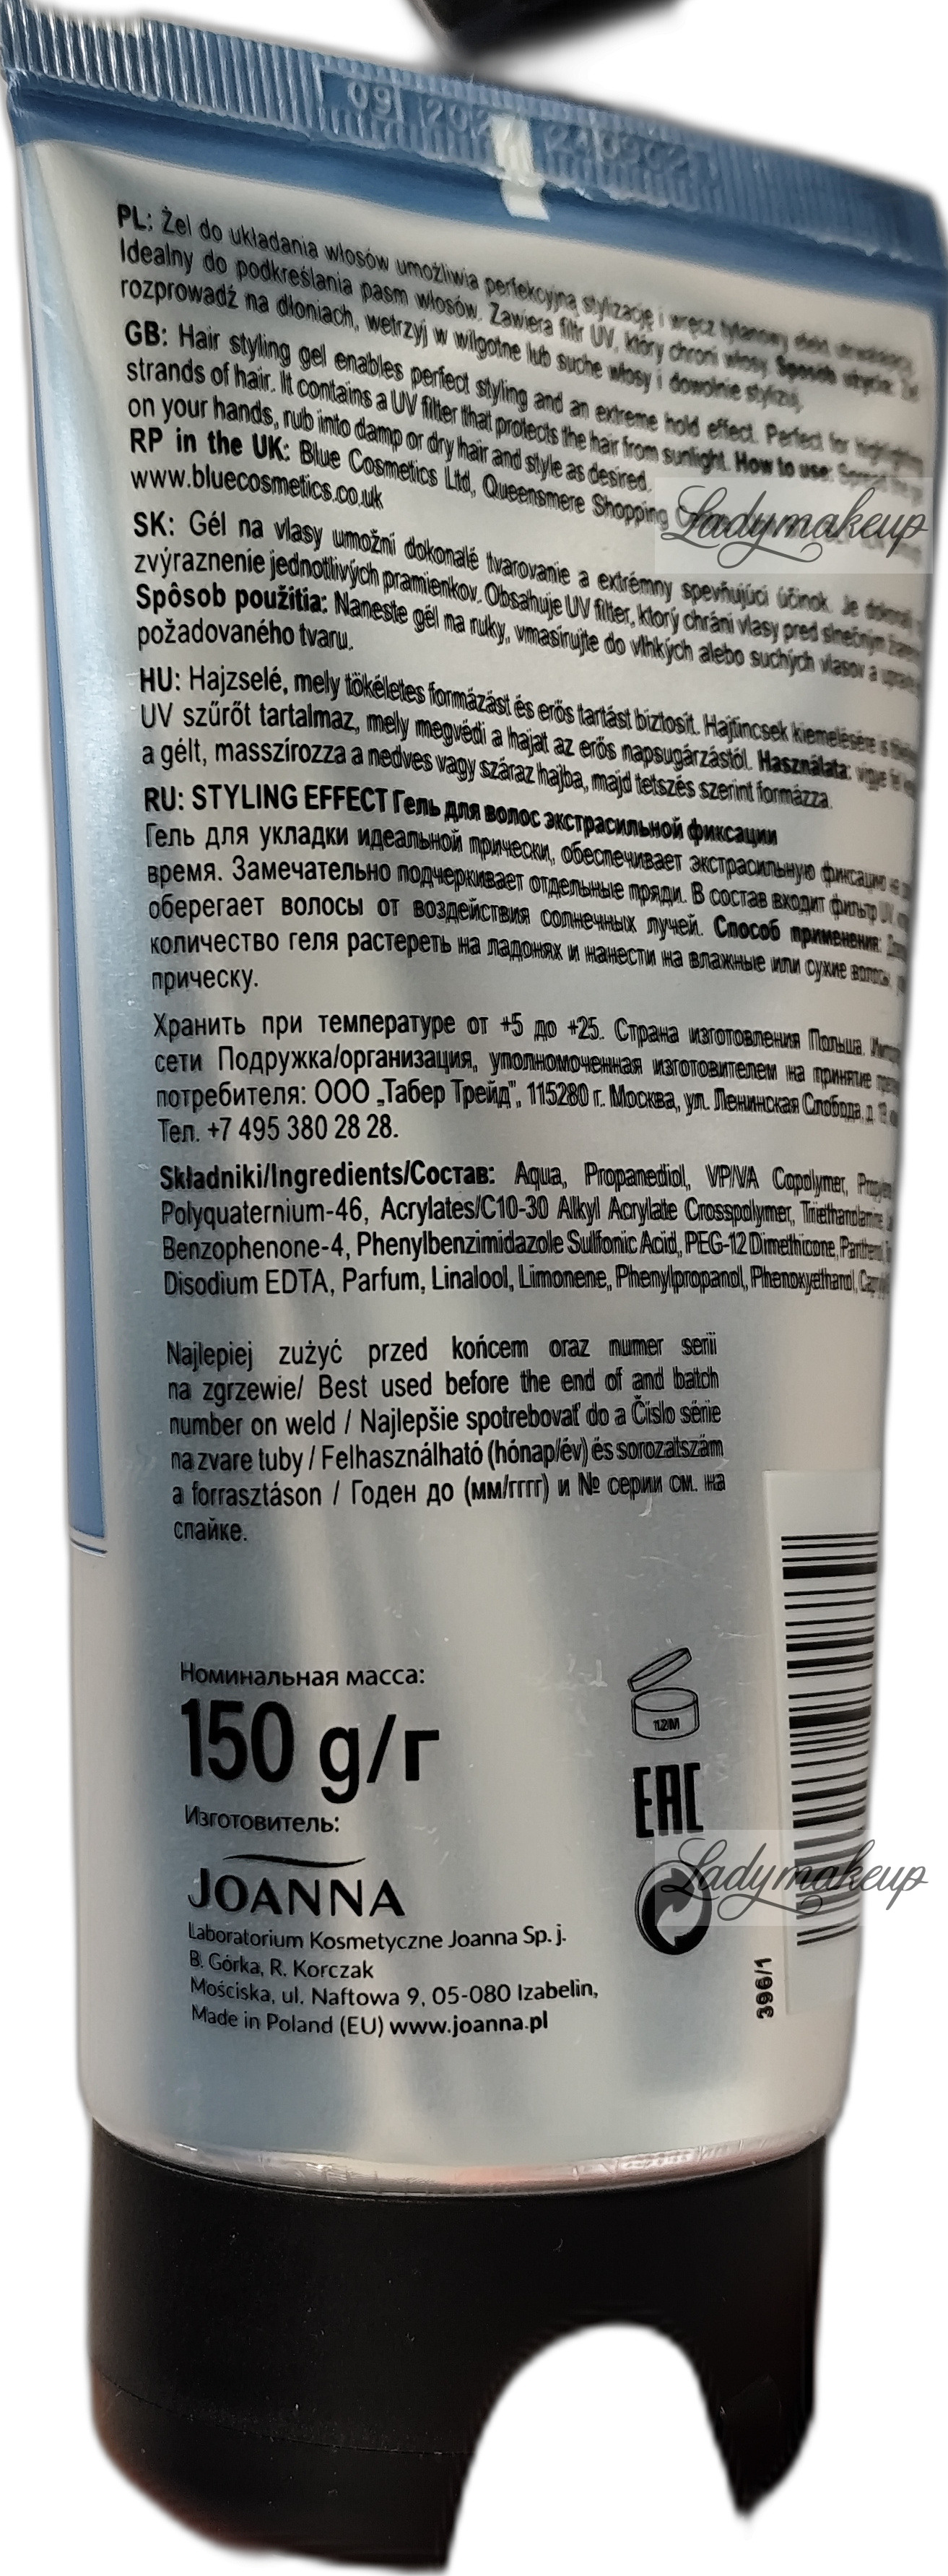 PL: Żel do układania włosów umożliwia perfekcyjną stylizację i wręcz tytanowy efekt
Idealny do podkreślania pasm włosów. Zawiera filtr UV, który chroni włosy. Sposób użycia: Żel
rozprowadź na dłoniach, wetrzyj w wilgotne lub suche włosy i dowolnie stylizuj.
GB: Hair styling gel enables perfect styling and an extreme hold effect. Perfect for highlighting
strands of hair. It contains a UV filter that protects the hair from sunlight. How to use:
on your hands, rub into damp or dry hair and style as desired.
RP in the UK: Blue Cosmetics Ltd, Queensmere Shopping
www.bluecosmetics.co.uk
Ladymakeup
SK: Gél na vlasy umožní dokonalé tvarovanie a extrémny spevňujúci účinok. Je
zvýraznenie jednotlivých pramienkov. Obsahuje UV filter, ktorý chráni vlasy pred slnečným
Spôsob použitia: Naneste gél na ruky, vmasírujte do vlhkých alebo suchých vlasov a
požadovaného tvaru.
HU: Hajzselé, mely tökéletes formázást és erős tartást biztosít. Hajtincsek kiemelésére
UV szűrőt tartalmaz, mely megvédi a hajat az erős napsugárzástól. Használata: vigye fel
a gélt, masszírozza a nedves vagy száraz hajba, majd tetszés szerint formázza.
RU: STYLING EFFECT Гель для волос экстрасильной фиксации
Гель для укладки идеальной прически, обеспечивает экстрасильную фиксацию
время. Замечательно подчеркивает отдельные пряди. В состав входит фильтр UV,
оберегает волосы от воздействия солнечных лучей. Способ применения:
количество геля растереть на ладонях и нанести на влажные или сухие волосы,
прическу.
Хранить при температуре от +5 до +25. Страна изготовления Польша.
сети Подружка/организация, уполномоченная изготовителем на принятие
потребителя: ООО „Табер Трейд", 115280 г. Москва, ул. Ленинская Слобода, д.
Тел. +7 495 380 28 28.
Składniki/Ingredients/Состав: Aqua, Propanediol, VP/VA Copolymer,
Polyquaternium-46, Acrylates/C10-30 Alkyl Acrylate Crosspolymer, Triethanolamine,
Benzophenone-4, Phenylbenzimidazole Sulfonic Acid, PEG-12 Dimethicone, Panthenol,
Disodium EDTA, Parfum, Linalool, Limonene, Phenylpropanol, Phenoxyethanol,
Najlepiej zużyć przed końcem oraz numer serii
na zgrzewie/ Best used before the end of and batch
number on weld / Najlepšie spotrebovať do a Číslo série
na zvare tuby / Felhasználható (hónap/év) és sorozatszám
a forrasztáson / Годен до (мм/гггг) и № серии см. на
спайке.
Номинальная масса:
150 g/г
12M
EAC
Изготовитель:
JOANNA
Ladymakeup
Laboratorium Kosmetyczne Joanna Sp. j.
B. Górka, R. Korczak
Mościska, ul. Naftowa 9, 05-080 Izabelin,
Made in Poland (EU) www.joanna.pl
396/1